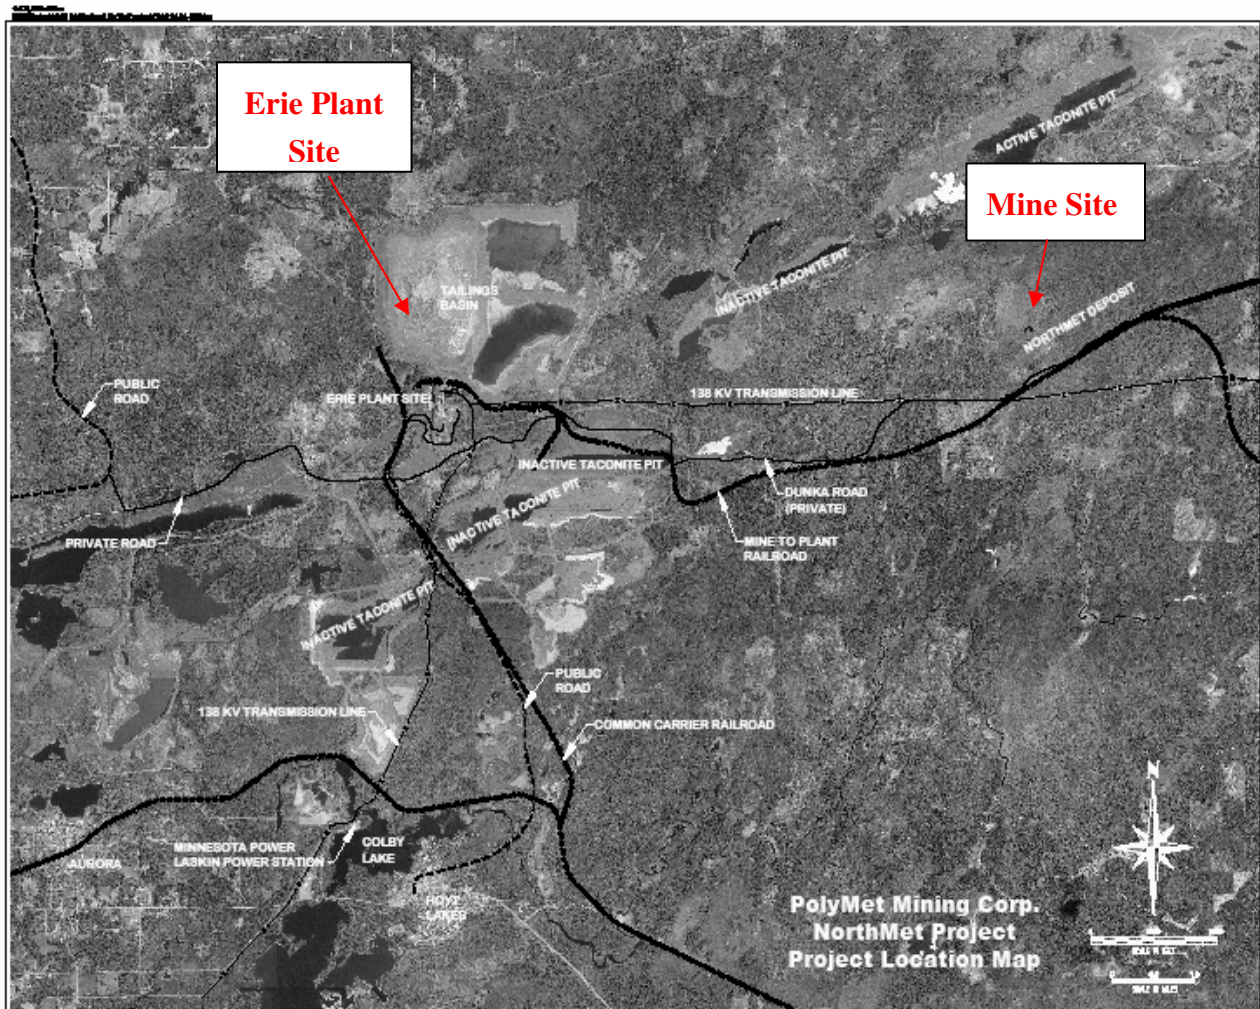 Erie Plant
Site
ACTIVE TACONITE PIT
Mine Site
TAILINGS
BASIN
INACTIVE TACONITE PIT
NORTHMET DEPOSIT
PUBLIC
ROAD
ERIE PLANT SITE
138 KV TRANSMISSION LINE
INACTIVE TACONITE PIT
INACTIVE TACONITE PIT
DUNKA ROAD
(PRIVATE)
PRIVATE ROAD
MINE TO PLANT
RAILROAD
INACTIVE TACONITE PIT
PUBLIC
ROAD
138 KV TRANSMISSION LINE
COMMON CARRIER RAILROAD
N
MINNESOTA POWER
LASKIN POWER STATION
COLBY
LAKE
AURORA
HOYT
LAKES
PolyMet Mining Corp.
NorthMet Project
Project Location Map